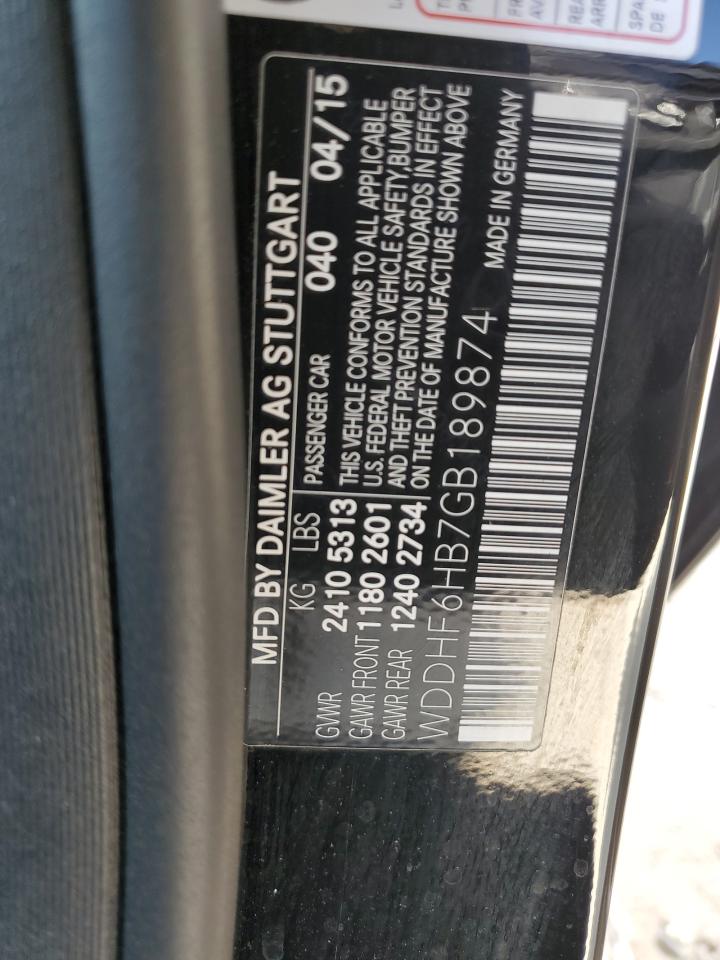 MFD BY DAIMLER AG STUTTGART
KG LBS PASSENGER CAR 040 04/15
GVWR 2410 5313
GAWR FRONT 1180 2601
GAWR REAR 1240 2734
THIS VEHICLE CONFORMS TO ALL APPLICABLE
U.S. FEDERAL MOTOR VEHICLE SAFETY,BUMPER
AND THEFT PREVENTION STANDARDS IN EFFECT
ON THE DATE OF MANUFACTURE SHOWN ABOVE
WDDHF6HB7GB189874 MADE IN GERMANY